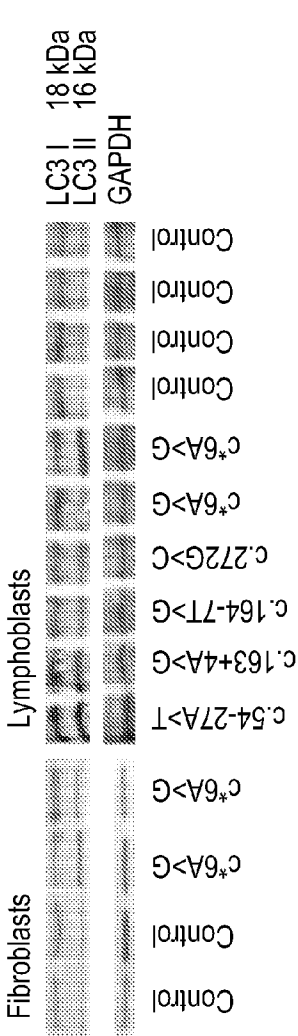 Fibroblasts
Lymphoblasts
LC3 I 18 kDa
LC3 II 16 kDa
GAPDH
Control
Control
c*6A>G
c*6A>G
c.54-27A>T
c.163+4A>G
c.164-7T>G
c.272G>C
c*6A>G
c*6A>G
Control
Control
Control
Control